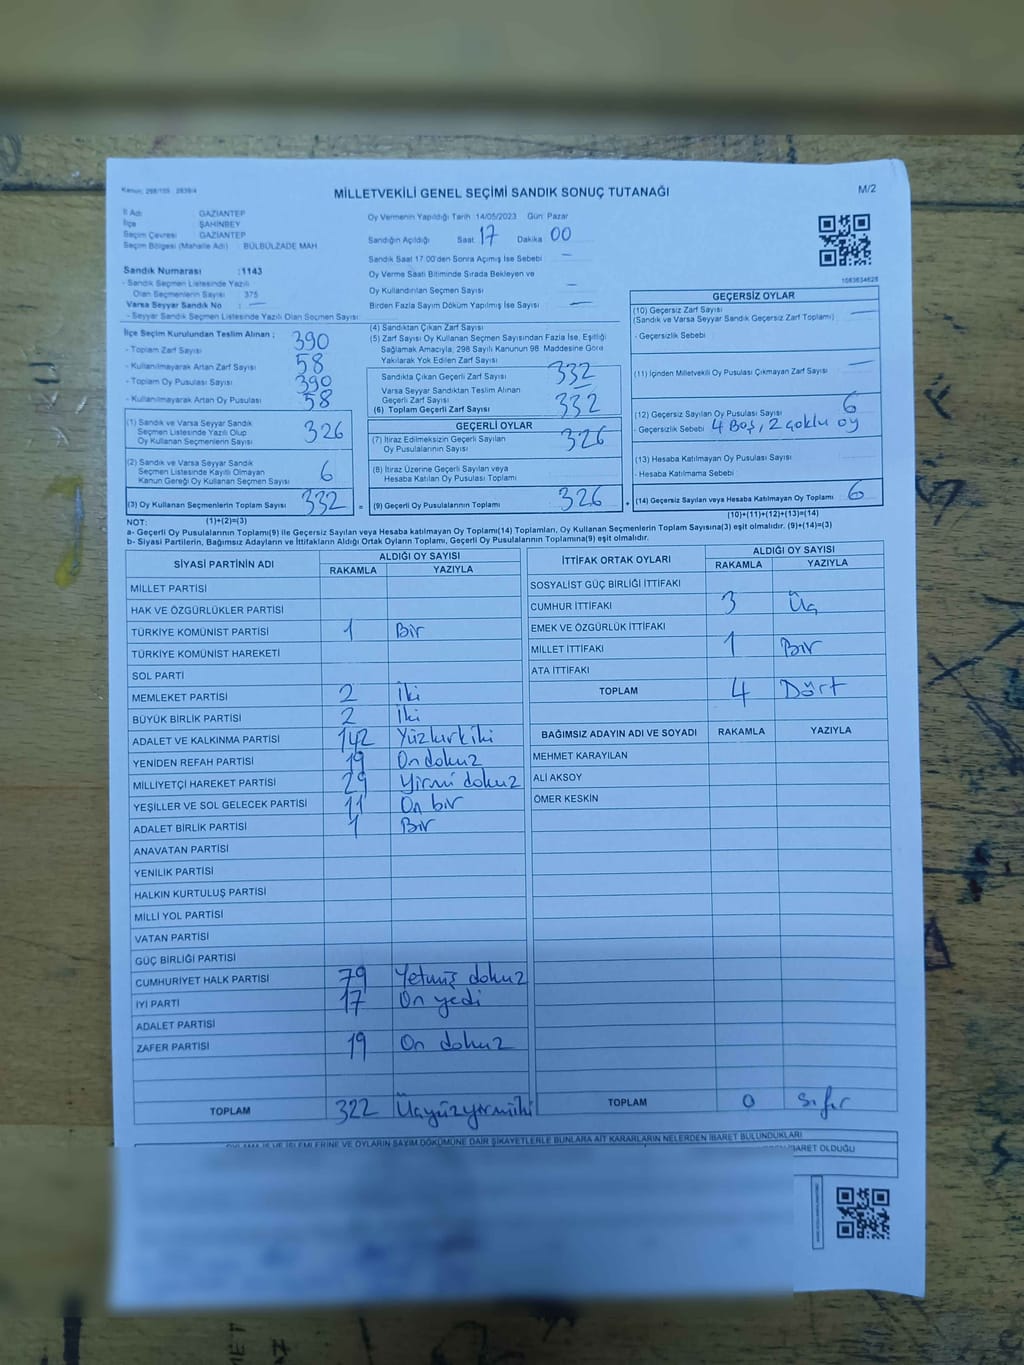 Kanun: 298/105 2839/4
MİLLETVEKİLİ GENEL SEÇİMİ SANDIK SONUÇ TUTANAĞI
M/2
İl Adı GAZİANTEP
İlçe ŞAHİNBEY
Seçim Çevresi GAZİANTEP
Seçim Bölgesi (Mahalle Adı) : BÜLBÜLZADE MAH.
Sandık Numarası :1143
- Sandık Seçmen Listesinde Yazılı
Olan Seçmenlerin Sayısı : 375
Varsa Seyyar Sandık No : —
- Seyyar Sandık Seçmen Listesinde Yazılı Olan Seçmen Sayısı
Oy Vermenin Yapıldığı Tarih 14/05/2023 Gün: Pazar
Sandığın Açıldığı Saat 17 Dakika 00
Sandık Saat 17.00'den Sonra Açılmış İse Sebebi : —
Oy Verme Saati Bitiminde Sırada Bekleyen ve
Oy Kullandırılan Seçmen Sayısı : —
Birden Fazla Sayım Döküm Yapılmış İse Sayısı : —
1083634628
İlçe Seçim Kurulundan Teslim Alınan ;
- Toplam Zarf Sayısı 390
- Kullanılmayarak Artan Zarf Sayısı 58
- Toplam Oy Pusulası Sayısı 390
- Kullanılmayarak Artan Oy Pusulası 58
(1) Sandık ve Varsa Seyyar Sandık
Seçmen Listesinde Yazılı Olup
Oy Kullanan Seçmenlerin Sayısı 326
(2) Sandık ve Varsa Seyyar Sandık
Seçmen Listesinde Kayıtlı Olmayan
Kanun Gereği Oy Kullanan Seçmen Sayısı 6
(3) Oy Kullanan Seçmenlerin Toplam Sayısı 332
(4) Sandıktan Çıkan Zarf Sayısı
(5) Zarf Sayısı Oy Kullanan Seçmen Sayısından Fazla İse, Eşitliği
Sağlamak Amacıyla, 298 Sayılı Kanunun 98. Maddesine Göre
Yakılarak Yok Edilen Zarf Sayısı
Sandıkta Çıkan Geçerli Zarf Sayısı 332
Varsa Seyyar Sandıktan Teslim Alınan
Geçerli Zarf Sayısı
(6) Toplam Geçerli Zarf Sayısı 332
GEÇERLİ OYLAR
(7) İtiraz Edilmeksizin Geçerli Sayılan
Oy Pusulalarının Sayısı 326
(8) İtiraz Üzerine Geçerli Sayılan veya
Hesaba Katılan Oy Pusulası Toplamı
= (9) Geçerli Oy Pusulalarının Toplamı 326
GEÇERSİZ OYLAR
(10) Geçersiz Zarf Sayısı
(Sandık ve Varsa Seyyar Sandık Geçersiz Zarf Toplamı) —
- Geçersizlik Sebebi
(11) İçinden Milletvekili Oy Pusulası Çıkmayan Zarf Sayısı —
(12) Geçersiz Sayılan Oy Pusulası Sayısı 6
- Geçersizlik Sebebi 4 Boş, 2 çoklu oy
(13) Hesaba Katılmayan Oy Pusulası Sayısı
- Hesaba Katılmama Sebebi
+ (14) Geçersiz Sayılan veya Hesaba Katılmayan Oy Toplamı 6
NOT: (1)+(2)=(3) (10)+(11)+(12)+(13)=(14)
a- Geçerli Oy Pusulalarının Toplamı(9) ile Geçersiz Sayılan veya Hesaba katılmayan Oy Toplamı(14) Toplamları, Oy Kullanan Seçmenlerin Toplam Sayısına(3) eşit olmalıdır. (9)+(14)=(3)
b- Siyasi Partilerin, Bağımsız Adayların ve İttifakların Aldığı Ortak Oyların Toplamı, Geçerli Oy Pusulalarının Toplamına(9) eşit olmalıdır.
SİYASİ PARTİNİN ADI ALDIĞI OY SAYISI
RAKAMLA YAZIYLA
MİLLET PARTİSİ
HAK VE ÖZGÜRLÜKLER PARTİSİ
TÜRKİYE KOMÜNİST PARTİSİ 1 Bir
TÜRKİYE KOMÜNİST HAREKETİ
SOL PARTİ
MEMLEKET PARTİSİ 2 İki
BÜYÜK BİRLİK PARTİSİ 2 İki
ADALET VE KALKINMA PARTİSİ 142 Yüzkırkiki
YENİDEN REFAH PARTİSİ 19 Ondokuz
MİLLİYETÇİ HAREKET PARTİSİ 29 Yirmi dokuz
YEŞİLLER VE SOL GELECEK PARTİSİ 11 On bir
ADALET BİRLİK PARTİSİ 1 Bir
ANAVATAN PARTİSİ
YENİLİK PARTİSİ
HALKIN KURTULUŞ PARTİSİ
MİLLİ YOL PARTİSİ
VATAN PARTİSİ
GÜÇ BİRLİĞİ PARTİSİ
CUMHURİYET HALK PARTİSİ 79 Yetmiş dokuz
İYİ PARTİ 17 On yedi
ADALET PARTİSİ
ZAFER PARTİSİ 19 On dokuz
TOPLAM 322 Üçyüzyirmiiki
İTTİFAK ORTAK OYLARI ALDIĞI OY SAYISI
RAKAMLA YAZIYLA
SOSYALİST GÜÇ BİRLİĞİ İTTİFAKI
CUMHUR İTTİFAKI 3 Üç
EMEK VE ÖZGÜRLÜK İTTİFAKI
MİLLET İTTİFAKI 1 Bir
ATA İTTİFAKI
TOPLAM 4 Dört
BAĞIMSIZ ADAYIN ADI VE SOYADI RAKAMLA YAZIYLA
MEHMET KARAYILAN
ALİ AKSOY
ÖMER KESKİN
TOPLAM 0 Sıfır
OYLAMA İŞ VE İŞLEMLERİNE VE OYLARIN SAYIM DÖKÜMÜNE DAİR ŞİKAYETLERLE BUNLARA AİT KARARLARIN NELERDEN İBARET BULUNDUKLARI
İBARET OLDUĞU